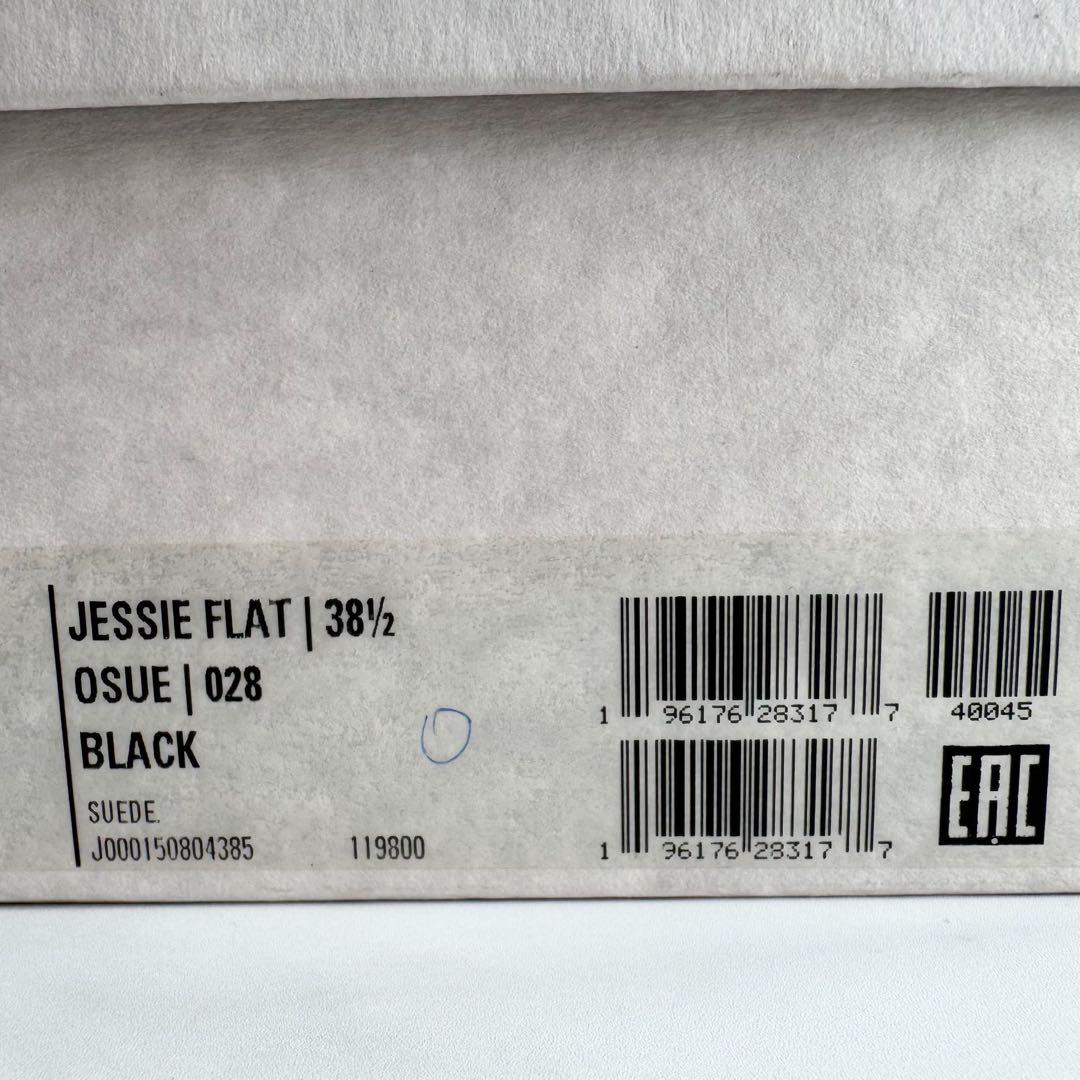 JESSIE FLAT | 38½
OSUE | 028
BLACK
SUEDE.
J000150804385 119800
1 96176 28317 7
40045
1 96176 28317 7
EAC